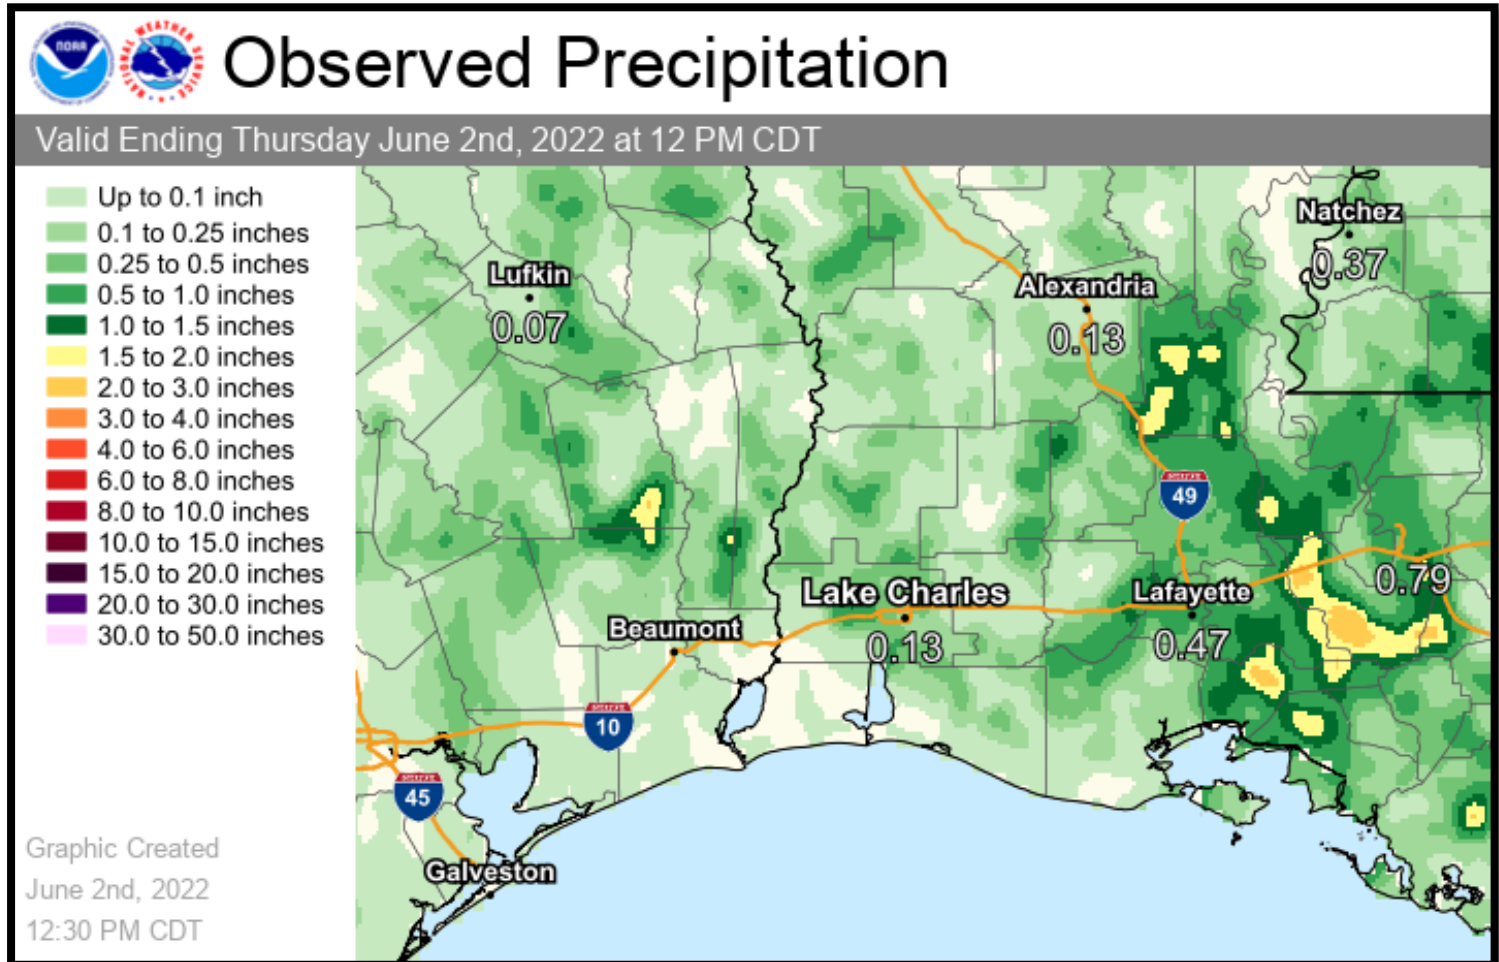 NOAA
NATIONAL WEATHER SERVICE
Observed Precipitation
Valid Ending Thursday June 2nd, 2022 at 12 PM CDT
Up to 0.1 inch
0.1 to 0.25 inches
0.25 to 0.5 inches
0.5 to 1.0 inches
1.0 to 1.5 inches
1.5 to 2.0 inches
2.0 to 3.0 inches
3.0 to 4.0 inches
4.0 to 6.0 inches
6.0 to 8.0 inches
8.0 to 10.0 inches
10.0 to 15.0 inches
15.0 to 20.0 inches
20.0 to 30.0 inches
30.0 to 50.0 inches
Graphic Created
June 2nd, 2022
12:30 PM CDT
Natchez
0.37
Lufkin
0.07
Alexandria
0.13
49
Lake Charles
0.13
Lafayette
0.47
0.79
Beaumont
10
45
Galveston